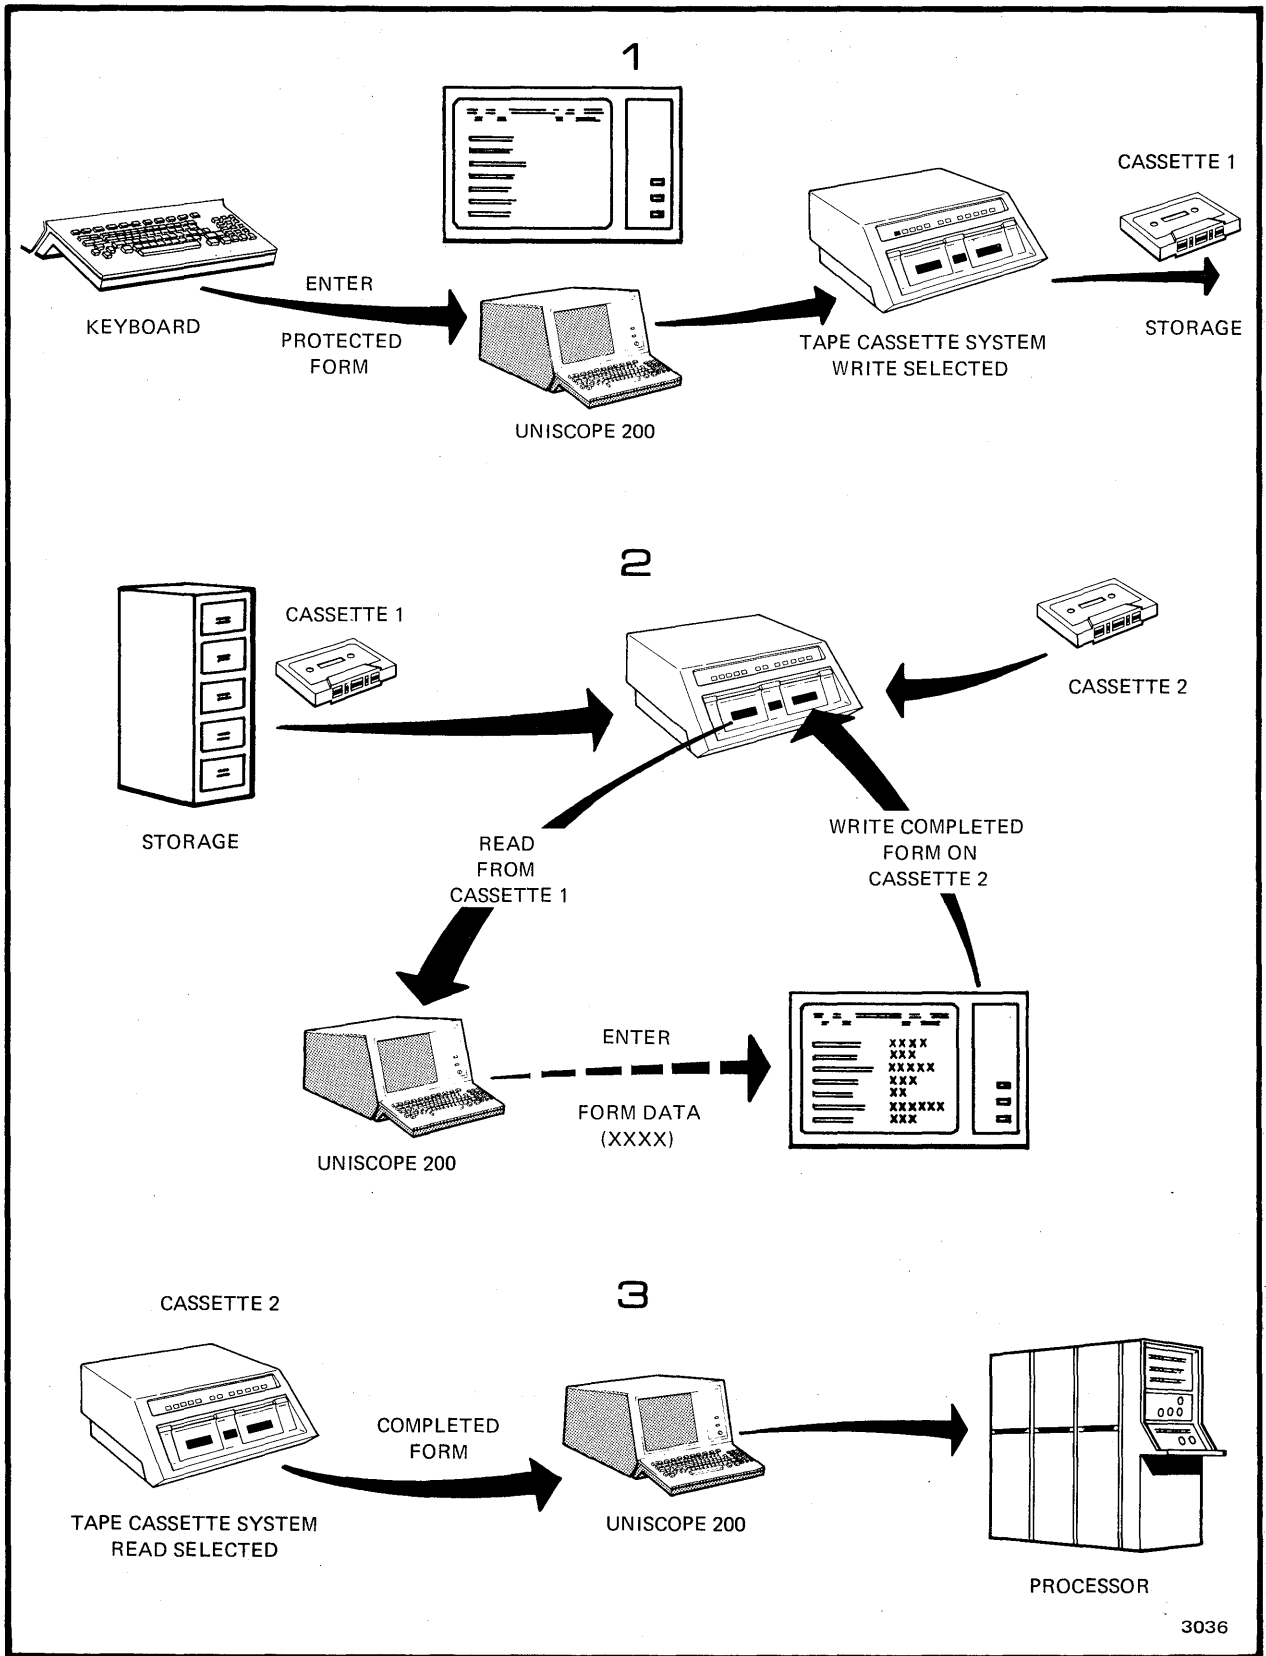 1
CASSETTE 1
ENTER
KEYBOARD
PROTECTED
FORM
STORAGE
TAPE CASSETTE SYSTEM
WRITE SELECTED
UNISCOPE 200
2
CASSETTE 1
CASSETTE 2
STORAGE
READ
FROM
CASSETTE 1
WRITE COMPLETED
FORM ON
CASSETTE 2
ENTER
FORM DATA
(XXXX)
XXXX
XXX
XXXXX
XXX
XX
XXXXXX
XXX
UNISCOPE 200
3
CASSETTE 2
COMPLETED
FORM
TAPE CASSETTE SYSTEM
READ SELECTED
UNISCOPE 200
PROCESSOR
3036